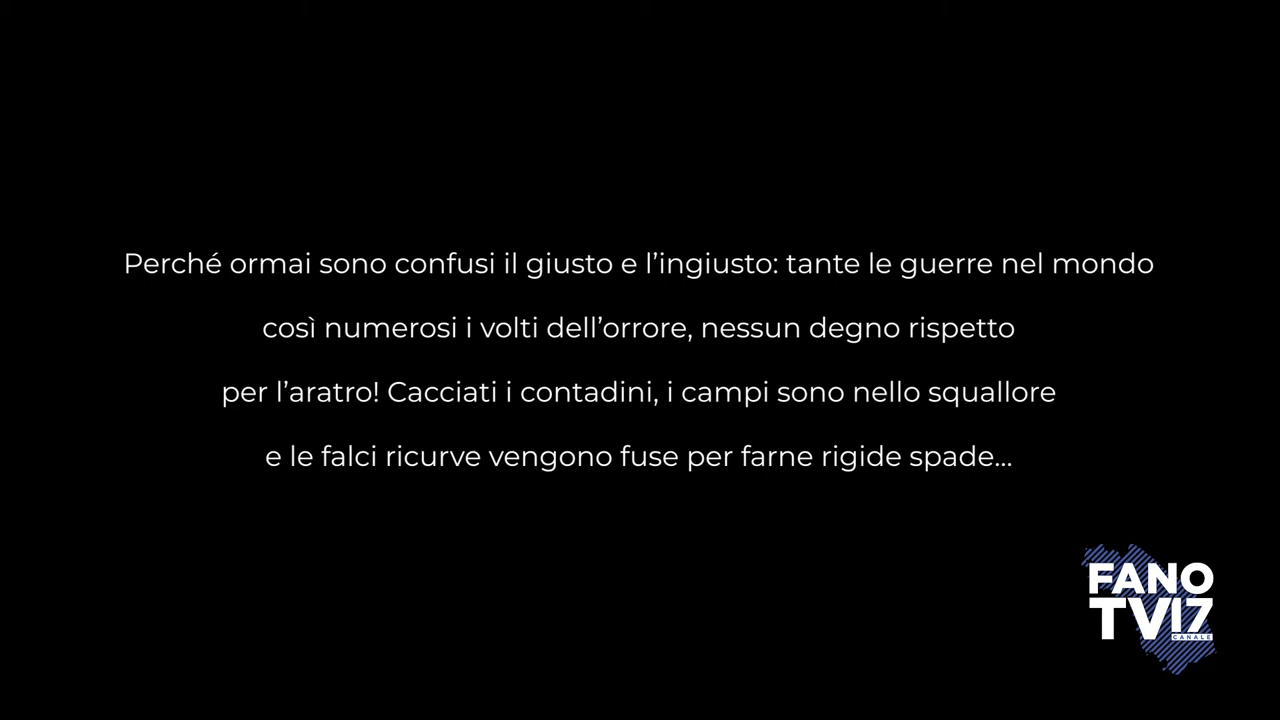 Perché ormai sono confusi il giusto e l’ingiusto: tante le guerre nel mondo
così numerosi i volti dell’orrore, nessun degno rispetto
per l’aratro! Cacciati i contadini, i campi sono nello squallore
e le falci ricurve vengono fuse per farne rigide spade...
FANO
TV17
CANALE